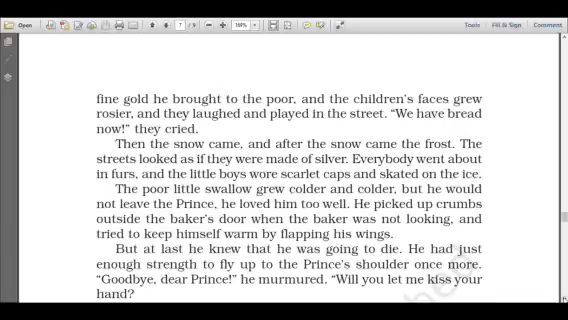 Open
7 / 9
169%
Tools
Fill & Sign
Comment
fine gold he brought to the poor, and the children's faces grew
rosier, and they laughed and played in the street. "We have bread
now!" they cried.
Then the snow came, and after the snow came the frost. The
streets looked as if they were made of silver. Everybody went about
in furs, and the little boys wore scarlet caps and skated on the ice.
The poor little swallow grew colder and colder, but he would
not leave the Prince, he loved him too well. He picked up crumbs
outside the baker's door when the baker was not looking, and
tried to keep himself warm by flapping his wings.
But at last he knew that he was going to die. He had just
enough strength to fly up to the Prince's shoulder once more.
"Goodbye, dear Prince!" he murmured. "Will you let me kiss your
hand?